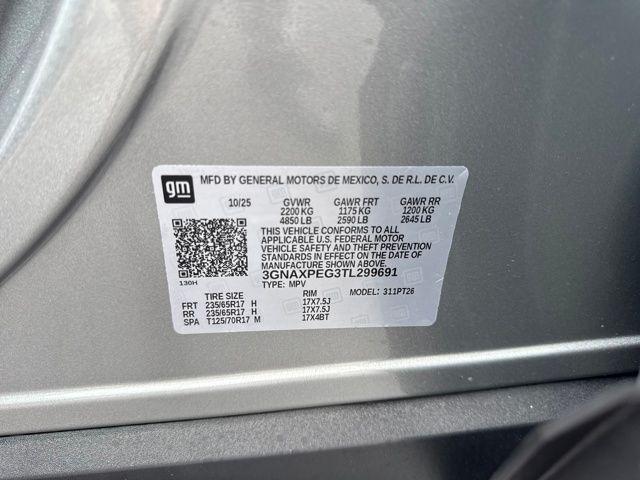 gm MFD BY GENERAL MOTORS DE MEXICO, S. DE R.L. DE C.V.
10/25 GVWR GAWR FRT GAWR RR
2200 KG 1175 KG 1200 KG
4850 LB 2590 LB 2645 LB
THIS VEHICLE CONFORMS TO ALL
APPLICABLE U.S. FEDERAL MOTOR
VEHICLE SAFETY AND THEFT PREVENTION
STANDARDS IN EFFECT ON THE DATE
OF MANUFACTURE SHOWN ABOVE.
3GNAXPEG3TL299691
130H TYPE: MPV
TIRE SIZE RIM MODEL: 311PT26
FRT 235/65R17 H 17X7.5J
RR 235/65R17 H 17X7.5J
SPA T125/70R17 M 17X4BT